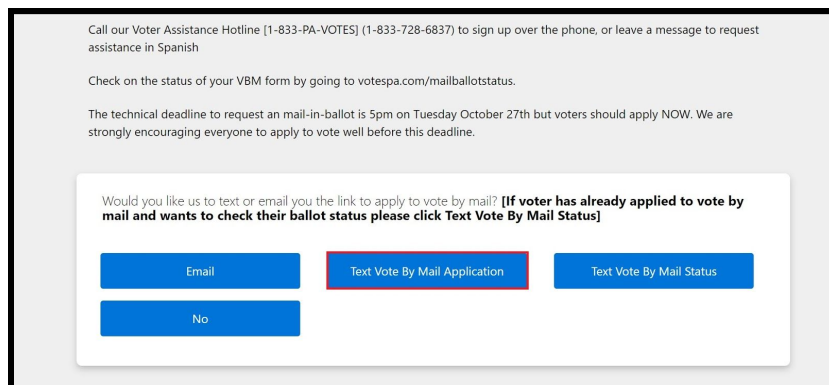 Call our Voter Assistance Hotline [1-833-PA-VOTES] (1-833-728-6837) to sign up over the phone, or leave a message to request
assistance in Spanish
Check on the status of your VBM form by going to votespa.com/mailballotstatus.
The technical deadline to request an mail-in-ballot is 5pm on Tuesday October 27th but voters should apply NOW. We are
strongly encouraging everyone to apply to vote well before this deadline.
Would you like us to text or email you the link to apply to vote by mail? [If voter has already applied to vote by
mail and wants to check their ballot status please click Text Vote By Mail Status]
Email
Text Vote By Mail Application
Text Vote By Mail Status
No